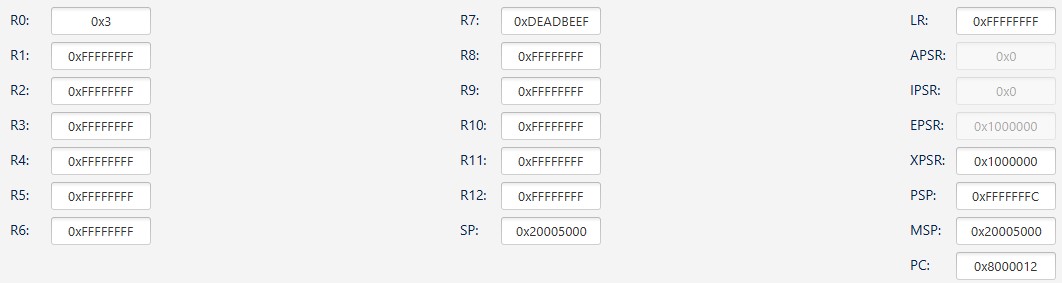 R0: 0x3 R7: 0xDEADBEEF LR: 0xFFFFFFFF
R1: 0xFFFFFFFF R8: 0xFFFFFFFF APSR: 0x0
R2: 0xFFFFFFFF R9: 0xFFFFFFFF IPSR: 0x0
R3: 0xFFFFFFFF R10: 0xFFFFFFFF EPSR: 0x1000000
R4: 0xFFFFFFFF R11: 0xFFFFFFFF XPSR: 0x1000000
R5: 0xFFFFFFFF R12: 0xFFFFFFFF PSP: 0xFFFFFFFC
R6: 0xFFFFFFFF SP: 0x20005000 MSP: 0x20005000
PC: 0x8000012